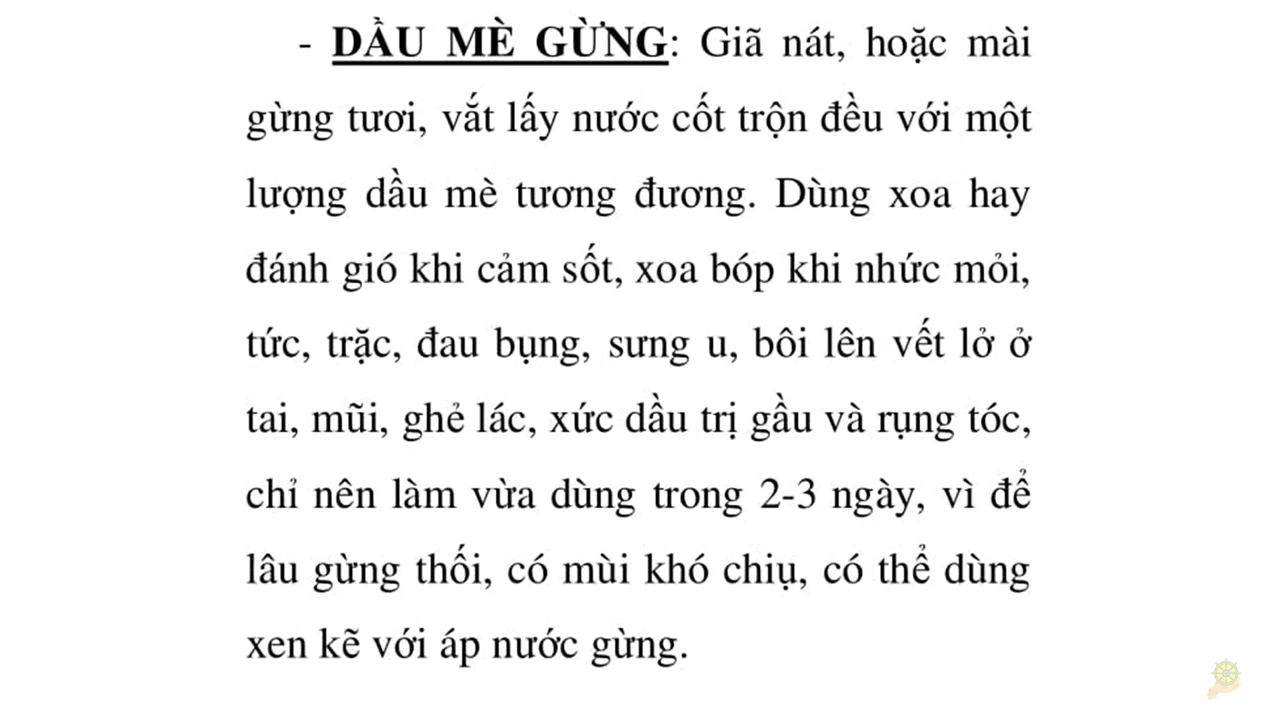 - DẦU MÈ GỪNG: Giã nát, hoặc mài
gừng tươi, vắt lấy nước cốt trộn đều với một
lượng dầu mè tương đương. Dùng xoa hay
đánh gió khi cảm sốt, xoa bóp khi nhức mỏi,
tức, trặc, đau bụng, sưng u, bôi lên vết lở ở
tai, mũi, ghẻ lác, xức dầu trị gầu và rụng tóc,
chỉ nên làm vừa dùng trong 2-3 ngày, vì để
lâu gừng thối, có mùi khó chiụ, có thể dùng
xen kẽ với áp nước gừng.